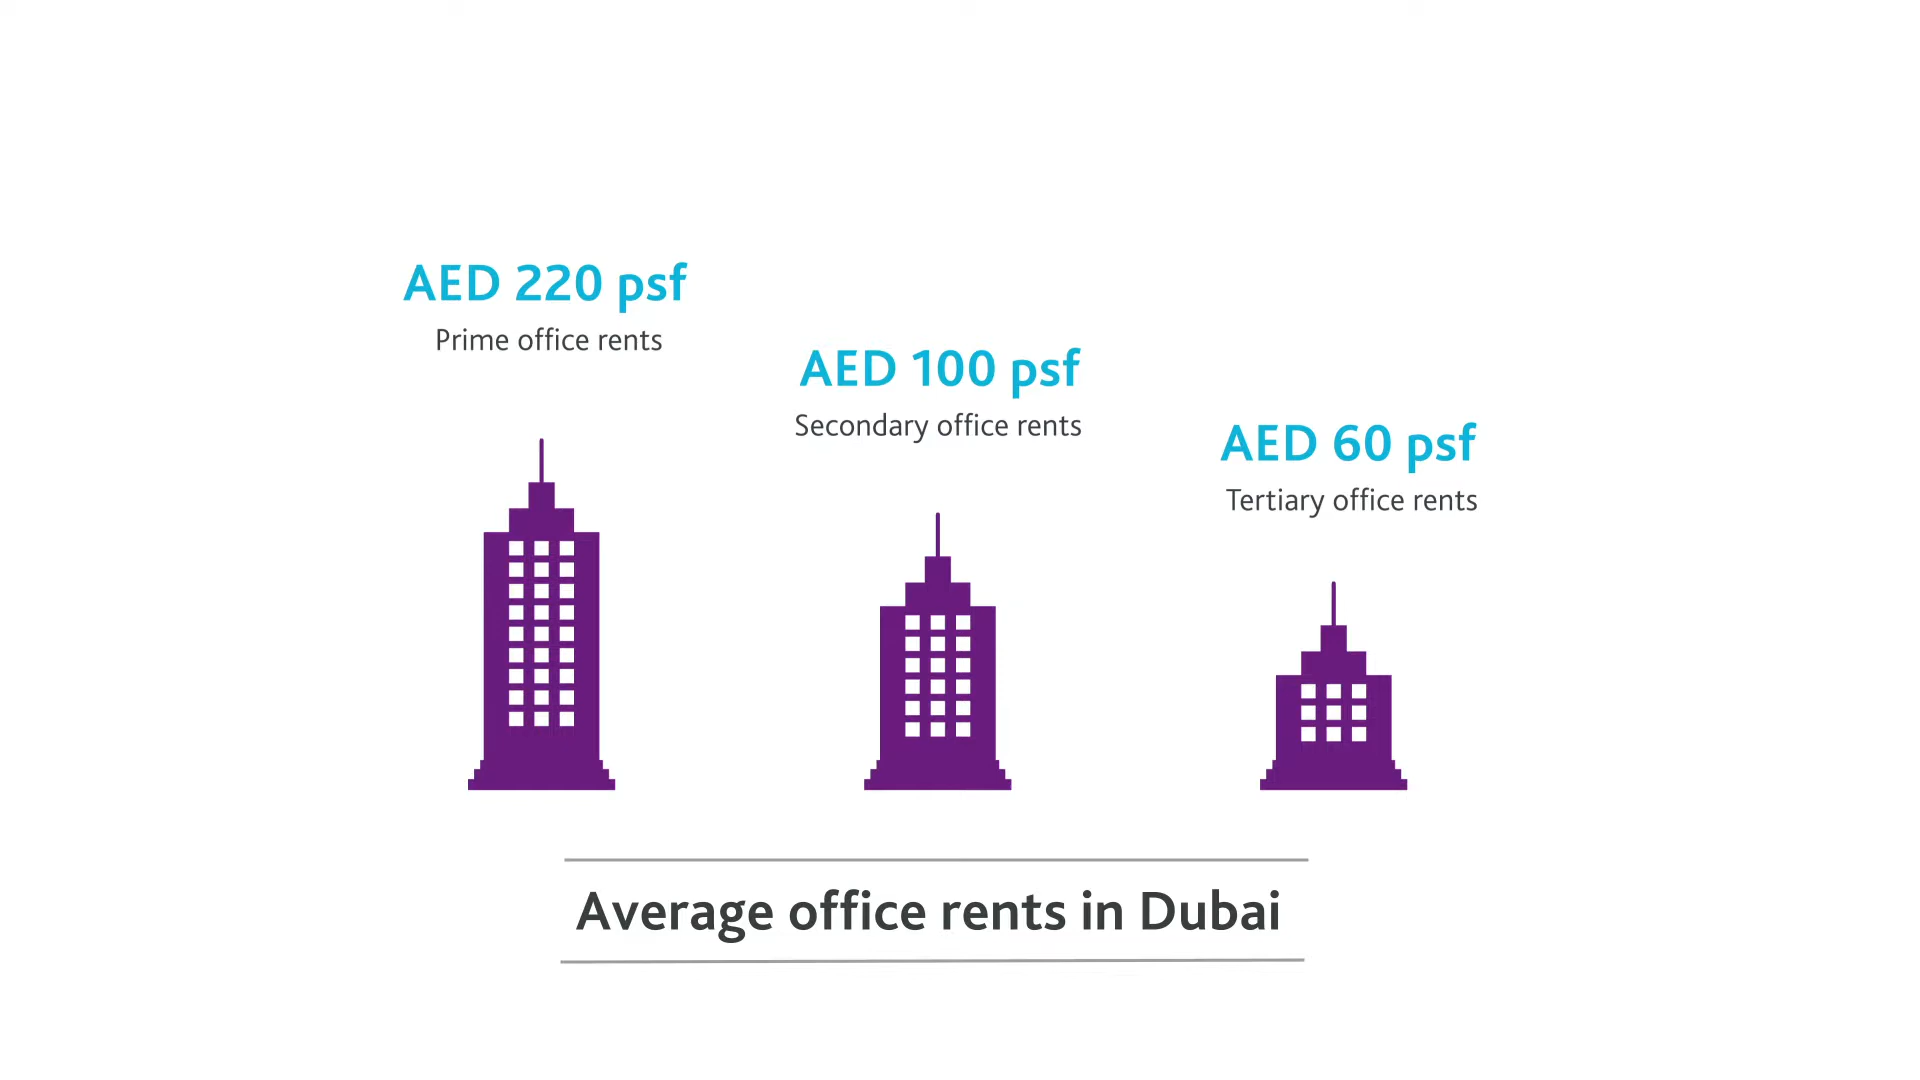 AED 220 psf
Prime office rents
AED 100 psf
Secondary office rents
AED 60 psf
Tertiary office rents
Average office rents in Dubai